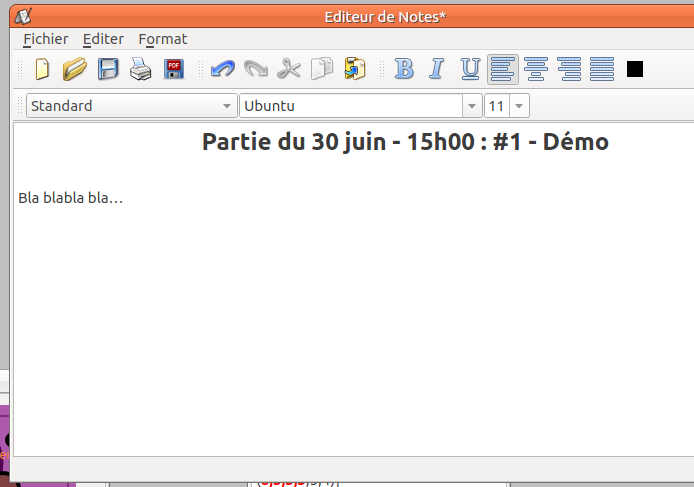 Editeur de Notes*
Fichier Editer Format
PDF
B I U
Standard Ubuntu 11
Partie du 30 juin - 15h00 : #1 - Démo
Bla blabla bla…